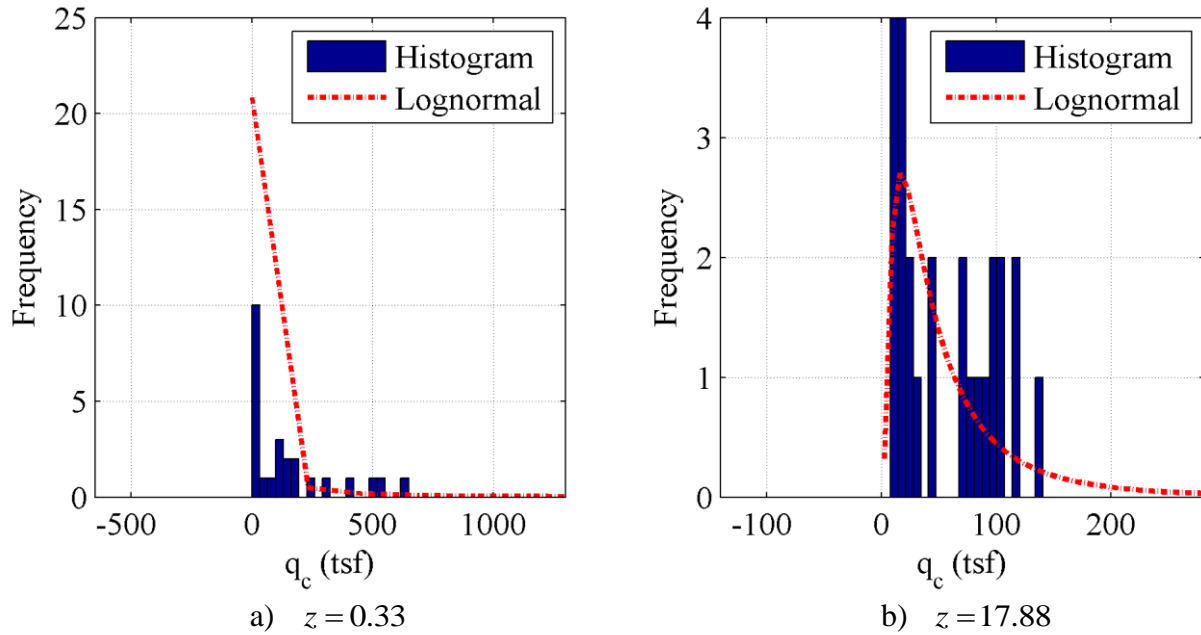 25
20
15
10
5
0
Frequency
-500
0
500
1000
q_c (tsf)
Histogram
Lognormal
a) z = 0.33
4
3
2
1
0
Frequency
-100
0
100
200
q_c (tsf)
Histogram
Lognormal
b) z = 17.88